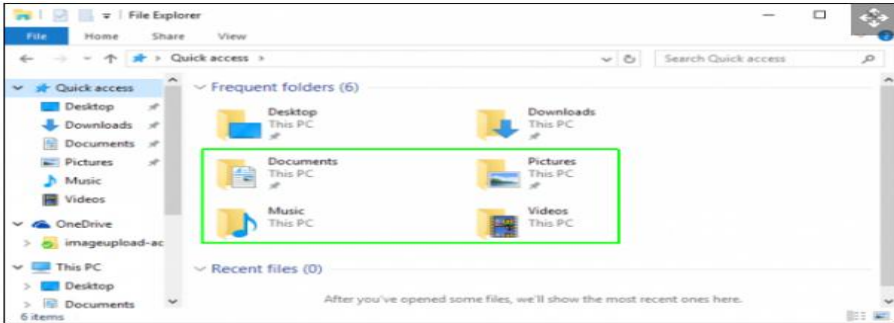 File Explorer
File Home Share View
Quick access Search Quick access
Quick access
Desktop
Downloads
Documents
Pictures
Music
Videos
OneDrive
imageupload-ac
This PC
Desktop
Documents
6 items
Frequent folders (6)
Desktop
This PC
Downloads
This PC
Documents
This PC
Pictures
This PC
Music
This PC
Videos
This PC
Recent files (0)
After you've opened some files, we'll show the most recent ones here.